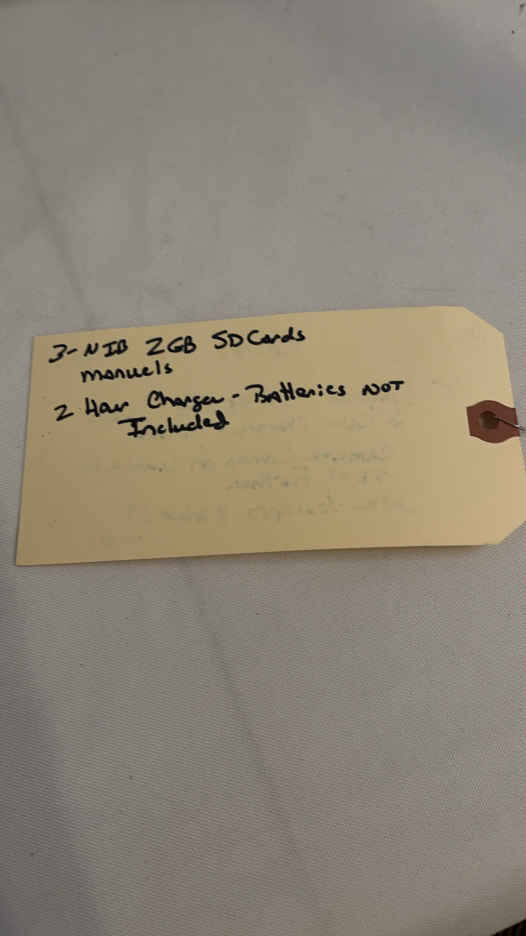 3- NIB 2GB SD Cards
manuels
2 Hour Charger - Batteries NOT
Included